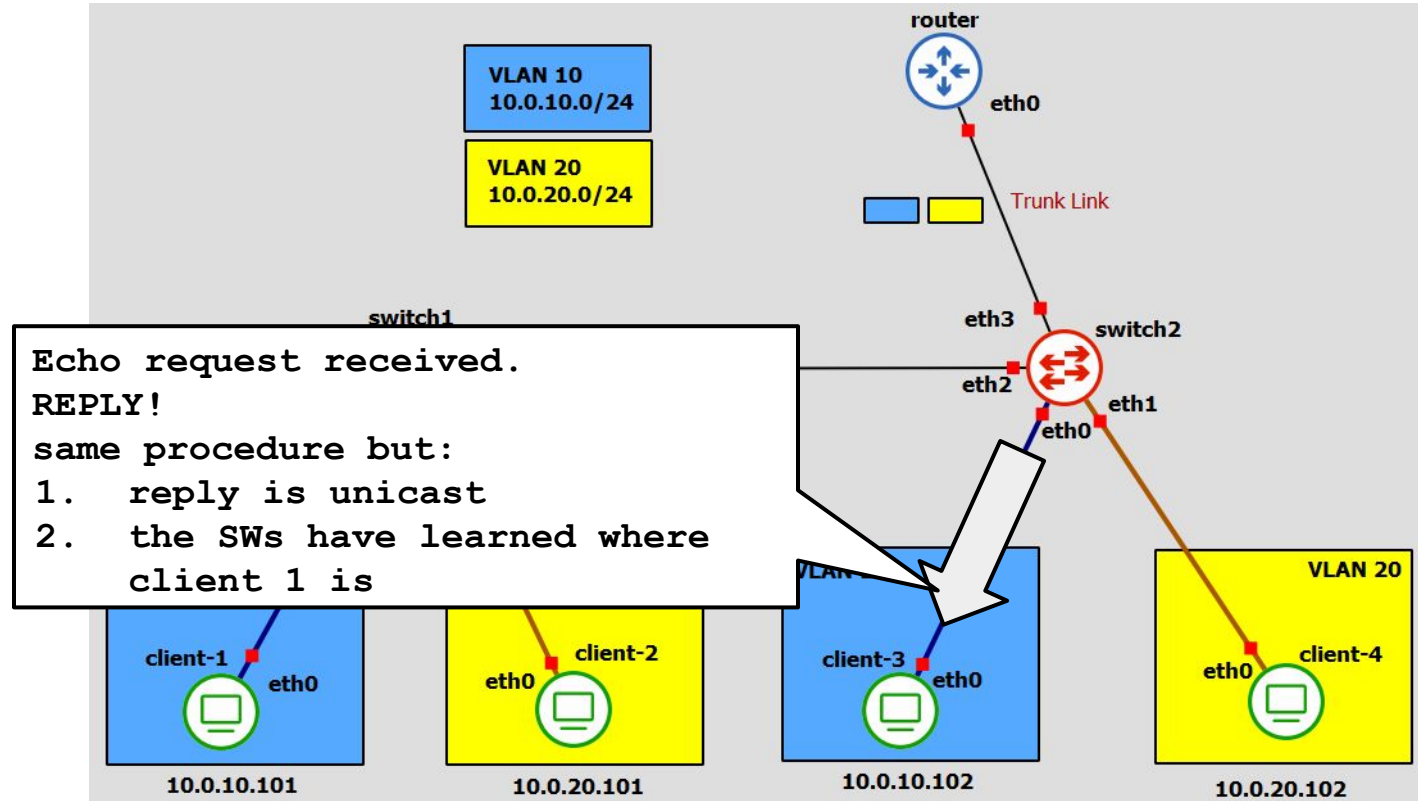 router
VLAN 10
10.0.10.0/24
eth0
VLAN 20
10.0.20.0/24
Trunk Link
switch1
eth3
switch2
Echo request received.
REPLY!
same procedure but:
1. reply is unicast
2. the SWs have learned where
client 1 is
eth2
eth1
eth0
VLAN
VLAN 20
client-1
eth0
client-2
eth0
client-3
eth0
client-4
eth0
10.0.10.101
10.0.20.101
10.0.10.102
10.0.20.102